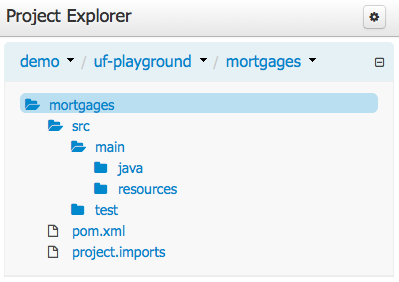 Project Explorer
demo / uf-playground / mortgages
mortgages
src
main
java
resources
test
pom.xml
project.imports